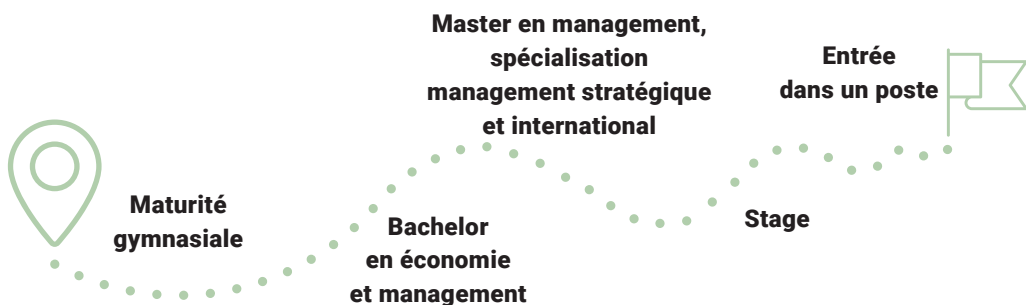 Maturité
gymnasiale
Bachelor
en économie
et management
Master en management,
spécialisation
management stratégique
et international
Stage
Entrée
dans un poste